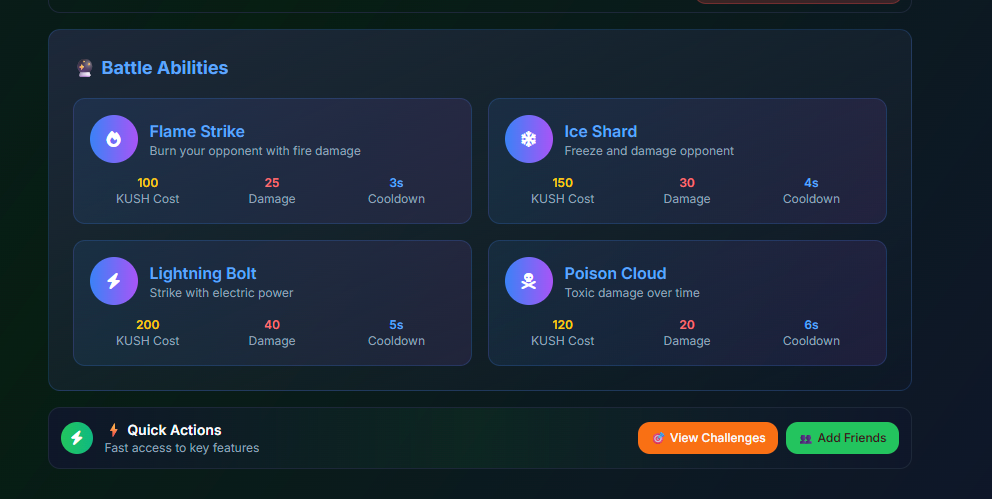 Battle Abilities
Flame Strike
Burn your opponent with fire damage
100 25 3s
KUSH Cost Damage Cooldown
Ice Shard
Freeze and damage opponent
150 30 4s
KUSH Cost Damage Cooldown
Lightning Bolt
Strike with electric power
200 40 5s
KUSH Cost Damage Cooldown
Poison Cloud
Toxic damage over time
120 20 6s
KUSH Cost Damage Cooldown
Quick Actions
Fast access to key features
View Challenges
Add Friends